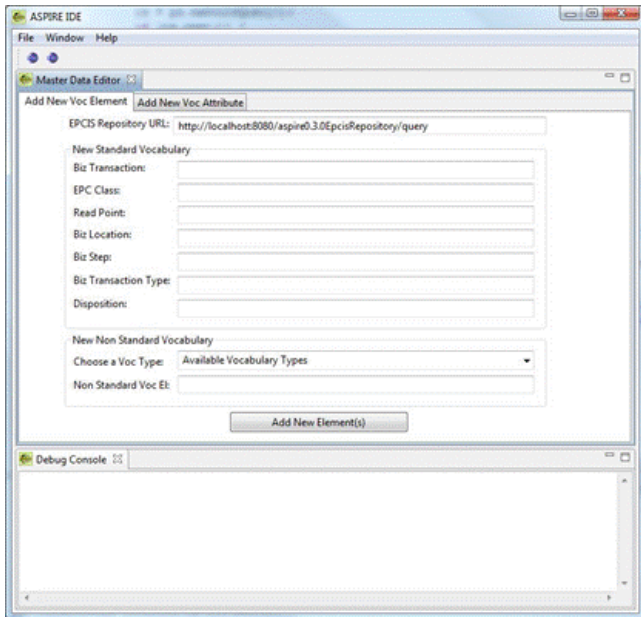 ASPIRE IDE
File Window Help
Master Data Editor
Add New Voc Element Add New Voc Attribute
EPCIS Repository URL: http://localhost:8080/aspire0.3.0EpcisRepository/query
New Standard Vocabulary
Biz Transaction:
EPC Class:
Read Point:
Biz Location:
Biz Step:
Biz Transaction Type:
Disposition:
New Non Standard Vocabulary
Choose a Voc Type: Available Vocabulary Types
Non Standard Voc El:
Add New Element(s)
Debug Console